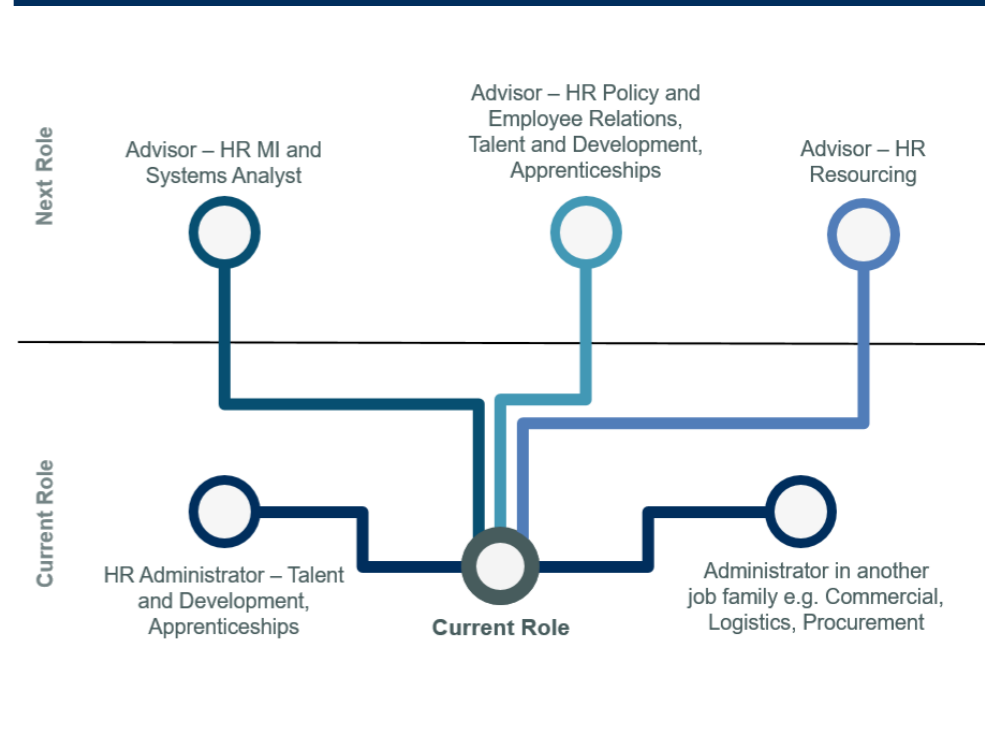 Next Role
Advisor – HR MI and
Systems Analyst
Advisor – HR Policy and
Employee Relations,
Talent and Development,
Apprenticeships
Advisor – HR
Resourcing
Current Role
HR Administrator – Talent
and Development,
Apprenticeships
Current Role
Administrator in another
job family e.g. Commercial,
Logistics, Procurement